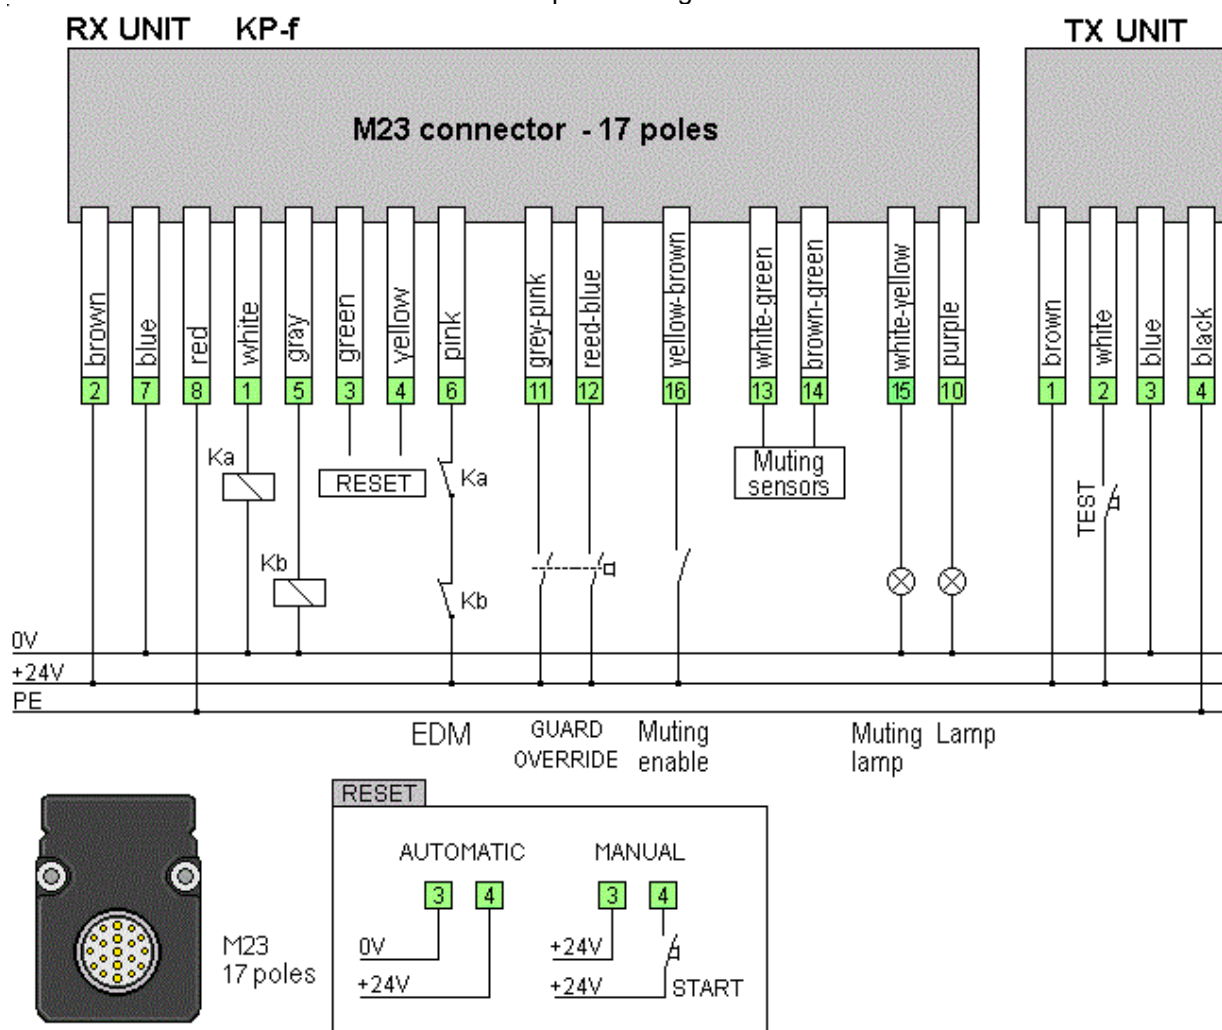 RX UNIT KP-f TX UNIT
M23 connector - 17 poles
brown blue red white gray green yellow pink grey-pink reed-blue yellow-brown white-green brown-green white-yellow purple brown white blue black
2 7 8 1 5 3 4 6 11 12 16 13 14 15 10 1 2 3 4
Ka
RESET
Ka
Muting
sensors
TEST
Kb
Kb
0V
+24V
PE
EDM
GUARD
OVERRIDE
Muting
enable
Muting
lamp
Lamp
RESET
AUTOMATIC MANUAL
3 4 3 4
0V +24V
+24V +24V START
M23
17 poles